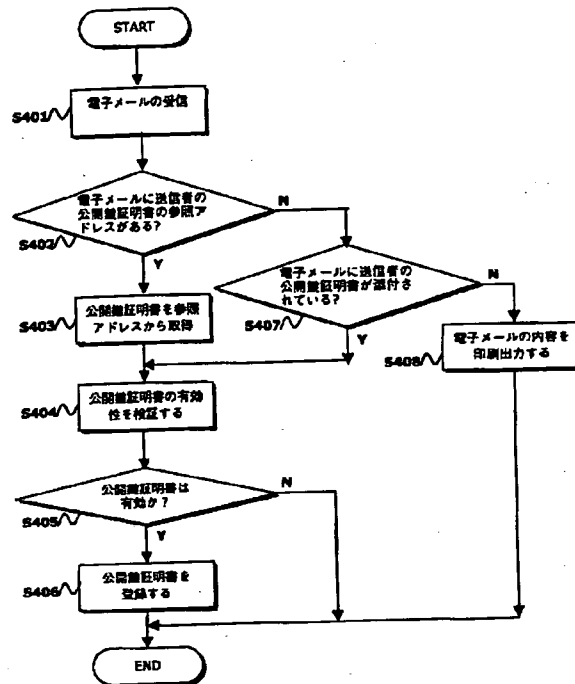 START
S401
電子メールの受信
電子メールに送信者の
公開鍵証明書の参照ア
ドレスがある?
N
S402
Y
公開鍵証明書を参照
アドレスから取得
S403
電子メールに送信者の
公開鍵証明書が添付さ
れている?
N
S407
Y
電子メールの内容を
印刷出力する
S408
公開鍵証明書の有効
性を検証する
S404
公開鍵証明書は
有効か?
N
S405
Y
公開鍵証明書を
登録する
S406
END